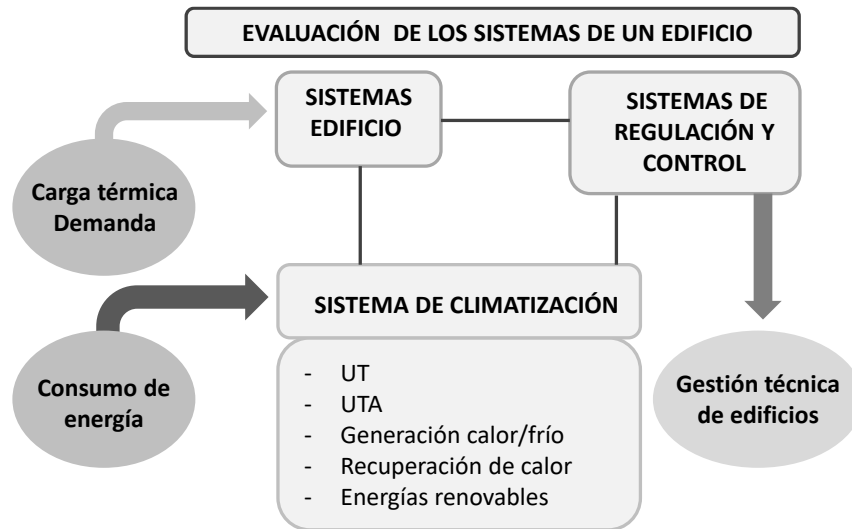 EVALUACIÓN DE LOS SISTEMAS DE UN EDIFICIO
SISTEMAS
EDIFICIO
SISTEMAS DE
REGULACIÓN Y
CONTROL
Carga térmica
Demanda
SISTEMA DE CLIMATIZACIÓN
Consumo de
energía
- UT
- UTA
- Generación calor/frío
- Recuperación de calor
- Energías renovables
Gestión técnica
de edificios